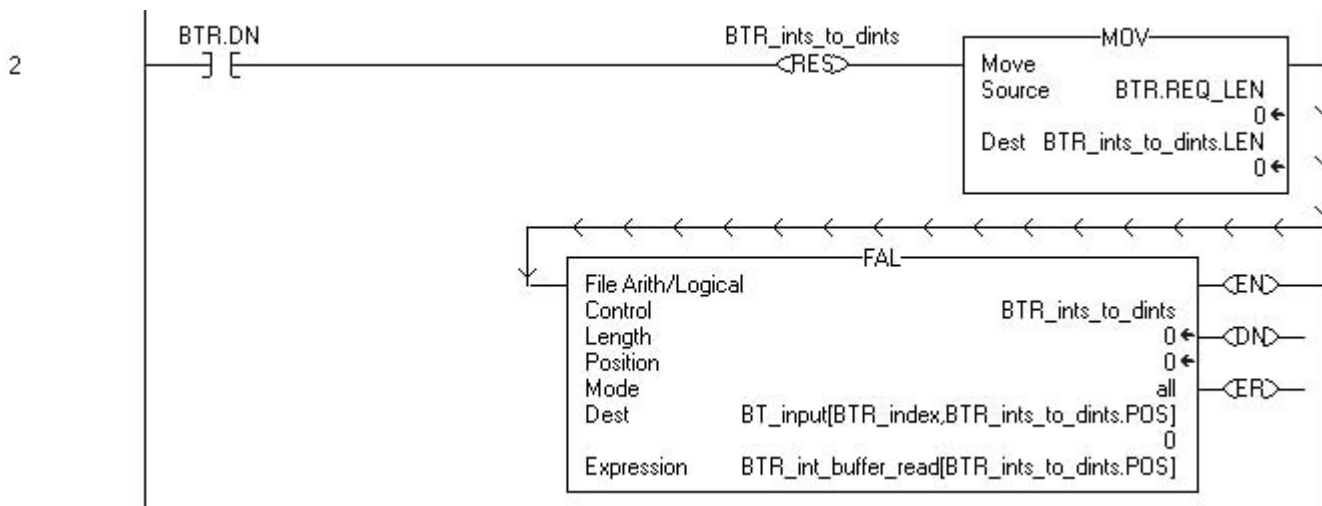 BTR.DN
BTR_ints_to_dints
MOV
2
RES
Move
Source BTR.REQ_LEN
0
Dest BTR_ints_to_dints.LEN
0
FAL
File Arith/Logical
EN
Control BTR_ints_to_dints
Length 0
DN
Position 0
Mode all
ER
Dest BT_input[BTR_index,BTR_ints_to_dints.POS]
0
Expression BTR_int_buffer_read[BTR_ints_to_dints.POS]